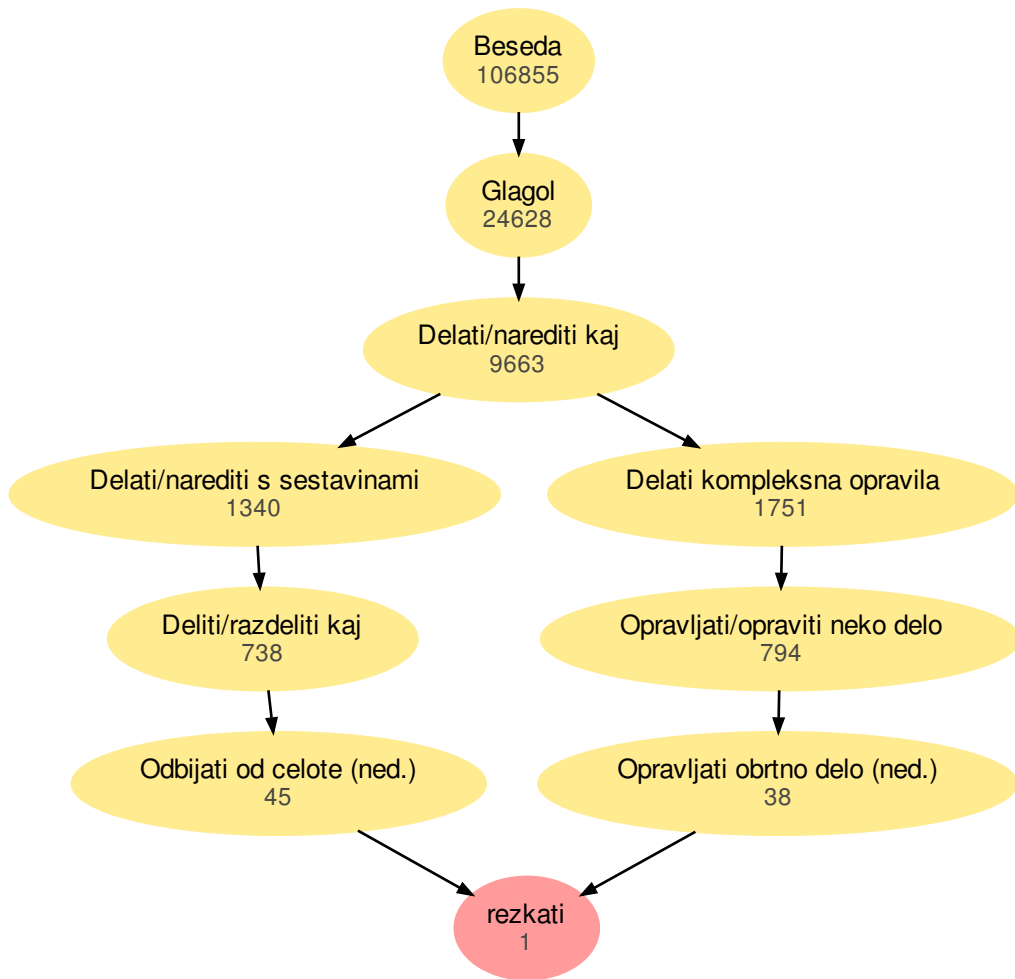 Beseda
106855
Glagol
24628
Delati/narediti kaj
9663
Delati/narediti s sestavinami
1340
Delati kompleksna opravila
1751
Deliti/razdeliti kaj
738
Opravljati/opraviti neko delo
794
Odbijati od celote (ned.)
45
Opravljati obrtno delo (ned.)
38
rezkati
1